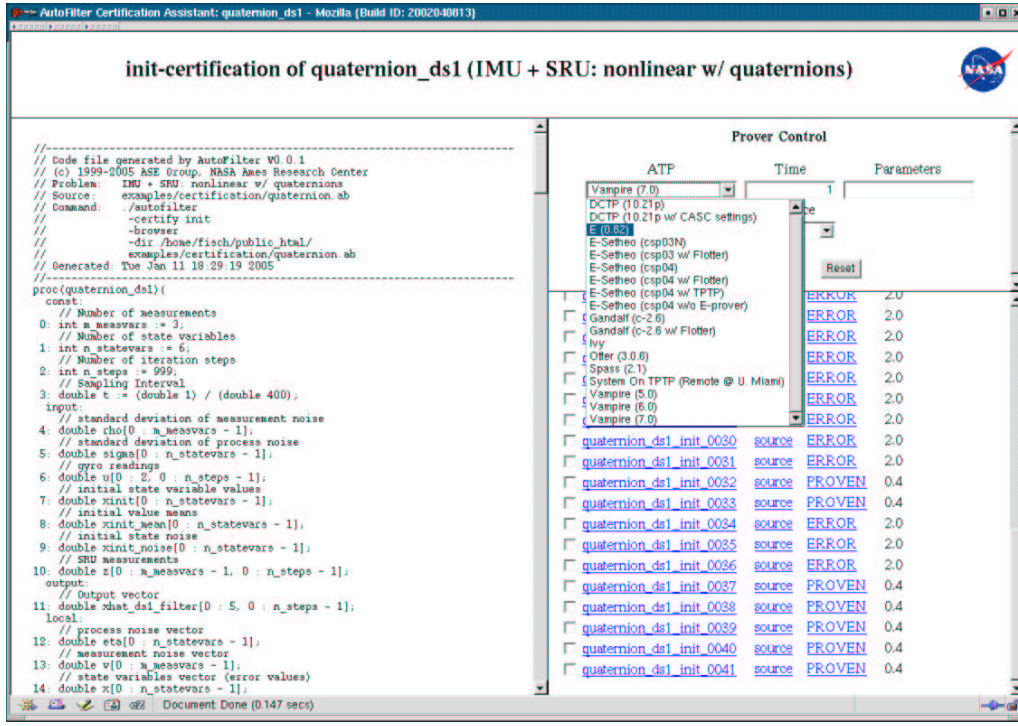 AutoFilter Certification Assistant: quaternion_ds1 - Mozilla {Build ID: 2002040813}
init-certification of quaternion_ds1 (IMU + SRU: nonlinear w/ quaternions)
NASA
//----------------------------------------------------------------------
// Code file generated by AutoFilter V0.0.1
// (c) 1999-2005 ASE Group, NASA Ames Research Center
// Problem: IMU + SRU: nonlinear w/ quaternions
// Source: examples/certification/quaternion.ab
// Command: ./autofilter
// -certify init
// -browser
// -dir /home/fisch/public_html/
// examples/certification/quaternion.ab
// Generated: Tue Jan 11 18:29:19 2005
//----------------------------------------------------------------------
proc(quaternion_ds1){
const:
// Number of measurements
0: int m_measvars := 3;
// Number of state variables
1: int n_statevars := 6;
// Number of iteration steps
2: int n_steps := 999;
// Sampling Interval
3: double t := (double 1) / (double 400);
input:
// standard deviation of measurement noise
4: double rho[0 : m_measvars - 1];
// standard deviation of process noise
5: double sigma[0 : n_statevars - 1];
// gyro readings
6: double u[0 : 2, 0 : n_steps - 1];
// initial state variable values
7: double xinit[0 : n_statevars - 1];
// initial value means
8: double xinit_mean[0 : n_statevars - 1];
// initial state noise
9: double xinit_noise[0 : n_statevars - 1];
// SRU measurements
10: double z[0 : m_measvars - 1, 0 : n_steps - 1];
output:
// Output vector
11: double xhat_ds1_filter[0 : 5, 0 : n_steps - 1];
local:
// process noise vector
12: double eta[0 : n_statevars - 1];
// measurement noise vector
13: double v[0 : m_measvars - 1];
// state variables vector (error values)
14: double x[0 : n_statevars - 1];
Prover Control
ATP Time Parameters
Vampire (7.0) 1
DCTP (10.21p)
DCTP (10.21p w/ CASC settings)
E (0.82)
E-Setheo (csp03N)
E-Setheo (csp03 w/ Flotter)
E-Setheo (csp04)
E-Setheo (csp04 w/ Flotter)
E-Setheo (csp04 w/ TPTP)
E-Setheo (csp04 w/o E-prover)
Gandalf (c-2.6)
Gandalf (c-2.6 w/ Flotter)
Ivy
Otter (3.0.6)
Spass (2.1)
System On TPTP (Remote @ U. Miami)
Vampire (5.0)
Vampire (6.0)
Vampire (7.0)
ce
Reset
ERROR 2.0
ERROR 2.0
ERROR 2.0
ERROR 2.0
ERROR 2.0
ERROR 2.0
ERROR 2.0
quaternion_ds1_init_0030 source ERROR 2.0
quaternion_ds1_init_0031 source ERROR 2.0
quaternion_ds1_init_0032 source PROVEN 0.4
quaternion_ds1_init_0033 source PROVEN 0.4
quaternion_ds1_init_0034 source ERROR 2.0
quaternion_ds1_init_0035 source ERROR 2.0
quaternion_ds1_init_0036 source ERROR 2.0
quaternion_ds1_init_0037 source PROVEN 0.4
quaternion_ds1_init_0038 source PROVEN 0.4
quaternion_ds1_init_0039 source PROVEN 0.4
quaternion_ds1_init_0040 source PROVEN 0.4
quaternion_ds1_init_0041 source PROVEN 0.4
Document: Done (0.147 secs)